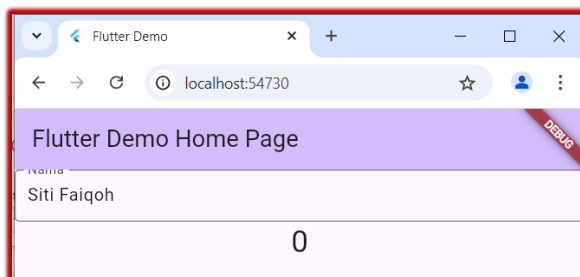 Flutter Demo
localhost:54730
Flutter Demo Home Page
DEBUG
Nama
Siti Faiqoh
0